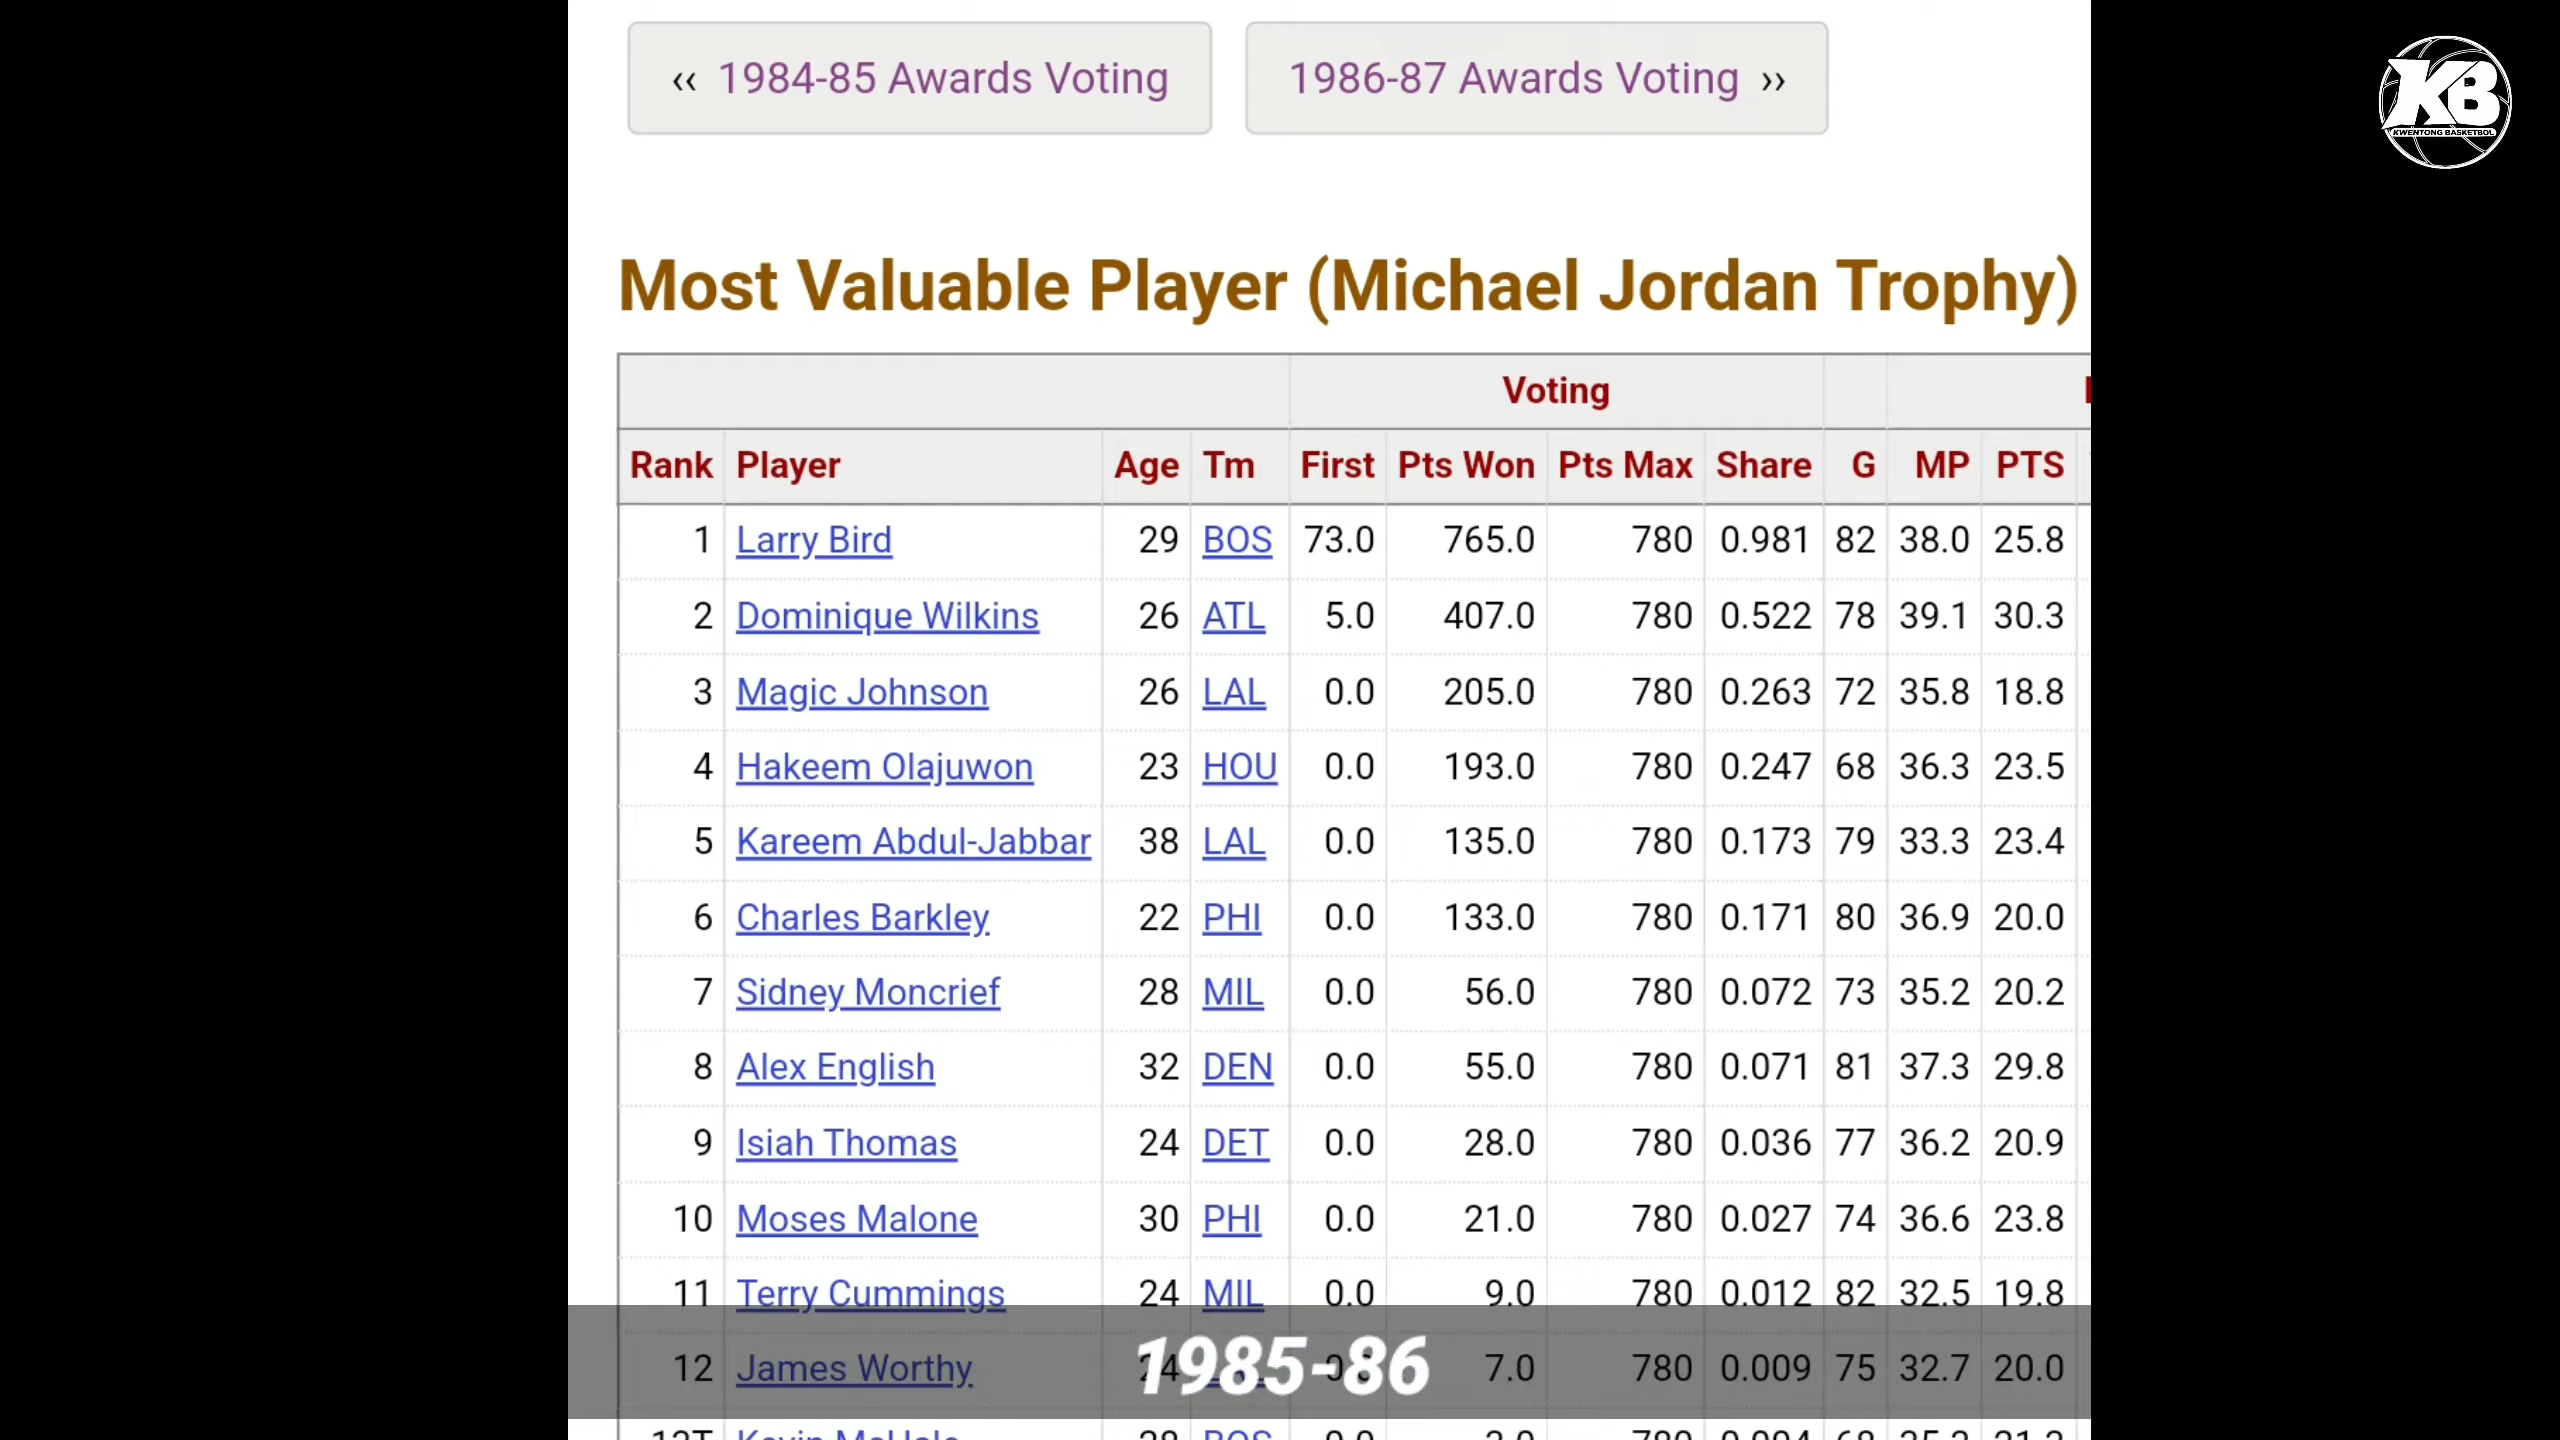 ‹‹ 1984-85 Awards Voting 1986-87 Awards Voting ››
KB
KWENTONG BASKETBOL
Most Valuable Player (Michael Jordan Trophy)
Voting
Rank Player Age Tm First Pts Won Pts Max Share G MP PTS
1 Larry Bird 29 BOS 73.0 765.0 780 0.981 82 38.0 25.8
2 Dominique Wilkins 26 ATL 5.0 407.0 780 0.522 78 39.1 30.3
3 Magic Johnson 26 LAL 0.0 205.0 780 0.263 72 35.8 18.8
4 Hakeem Olajuwon 23 HOU 0.0 193.0 780 0.247 68 36.3 23.5
5 Kareem Abdul-Jabbar 38 LAL 0.0 135.0 780 0.173 79 33.3 23.4
6 Charles Barkley 22 PHI 0.0 133.0 780 0.171 80 36.9 20.0
7 Sidney Moncrief 28 MIL 0.0 56.0 780 0.072 73 35.2 20.2
8 Alex English 32 DEN 0.0 55.0 780 0.071 81 37.3 29.8
9 Isiah Thomas 24 DET 0.0 28.0 780 0.036 77 36.2 20.9
10 Moses Malone 30 PHI 0.0 21.0 780 0.027 74 36.6 23.8
11 Terry Cummings 24 MIL 0.0 9.0 780 0.012 82 32.5 19.8
12 James Worthy 24 7.0 780 0.009 75 32.7 20.0
1985-86